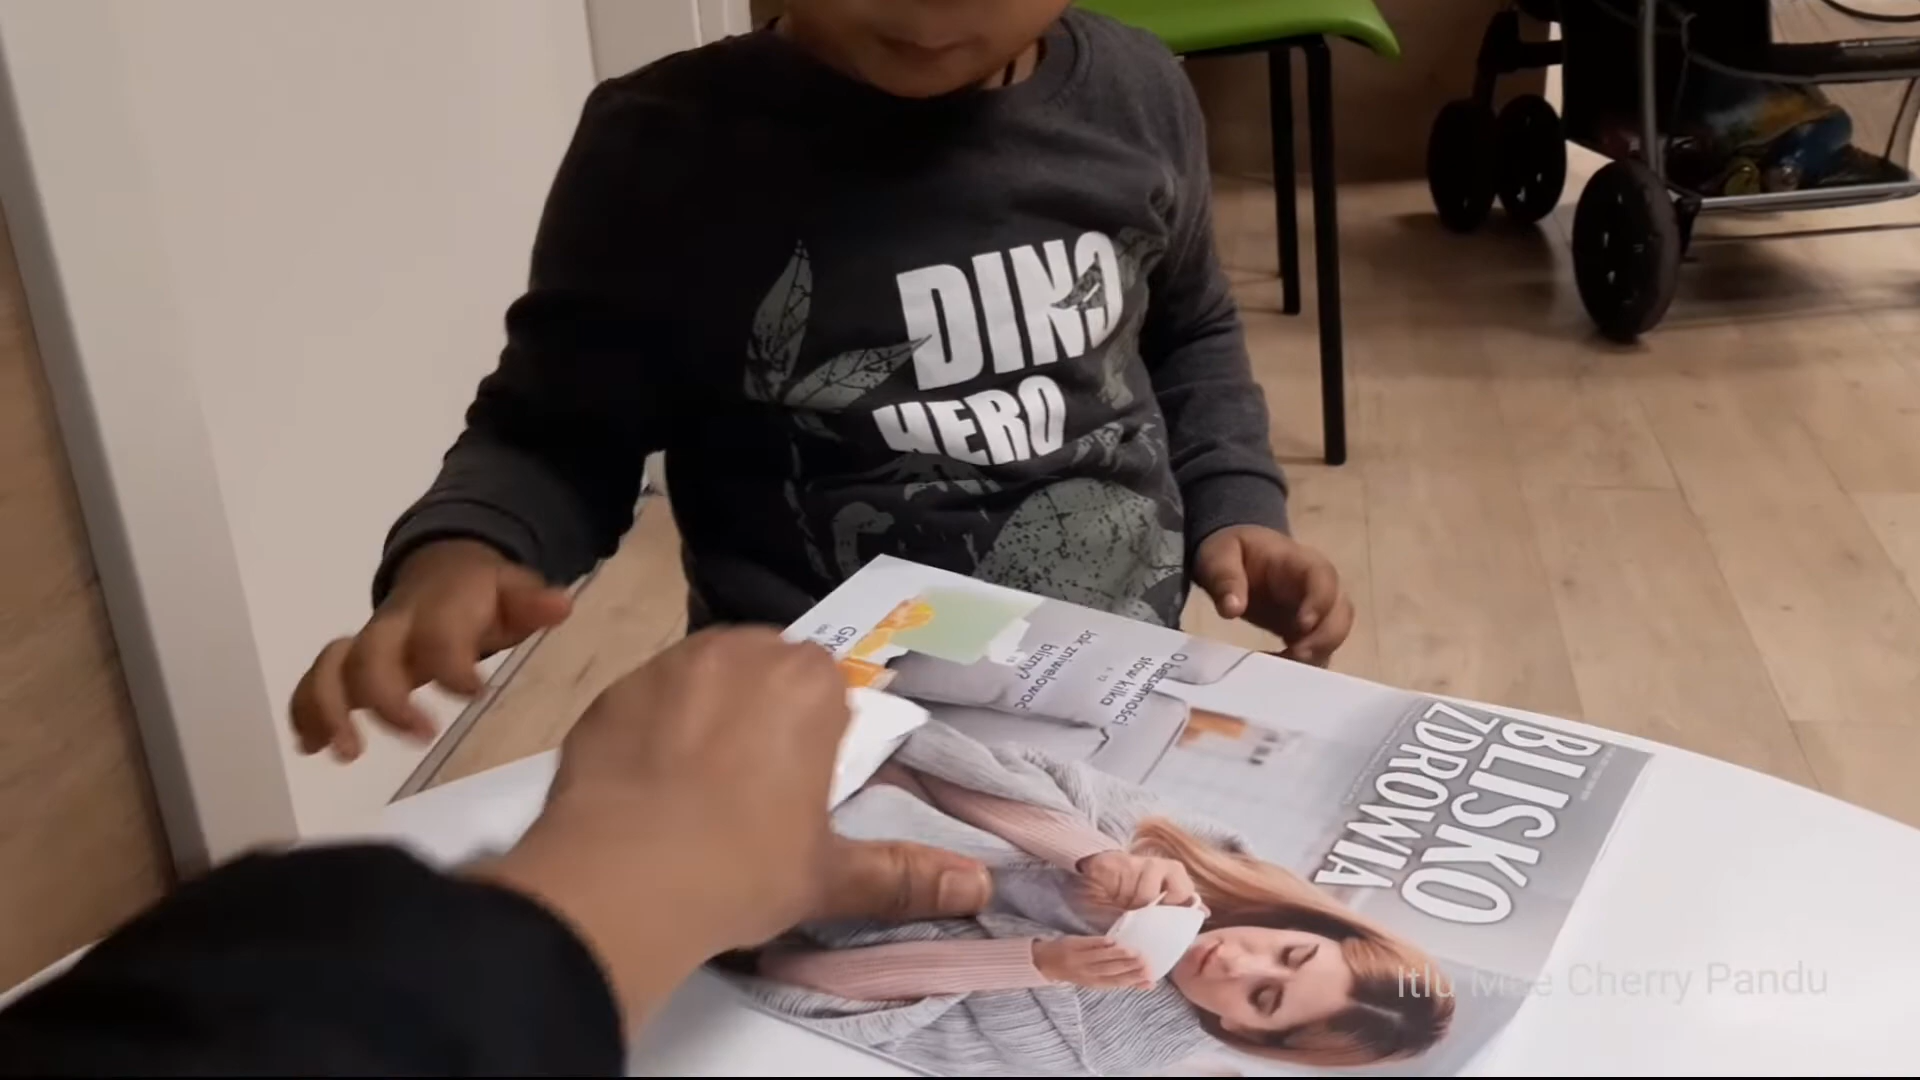 DINO
HERO
BLISKO
ZDROWIA
O bezsenności
słów kilka
Jak zniwelować
blizny?
Itlu Mee Cherry Pandu